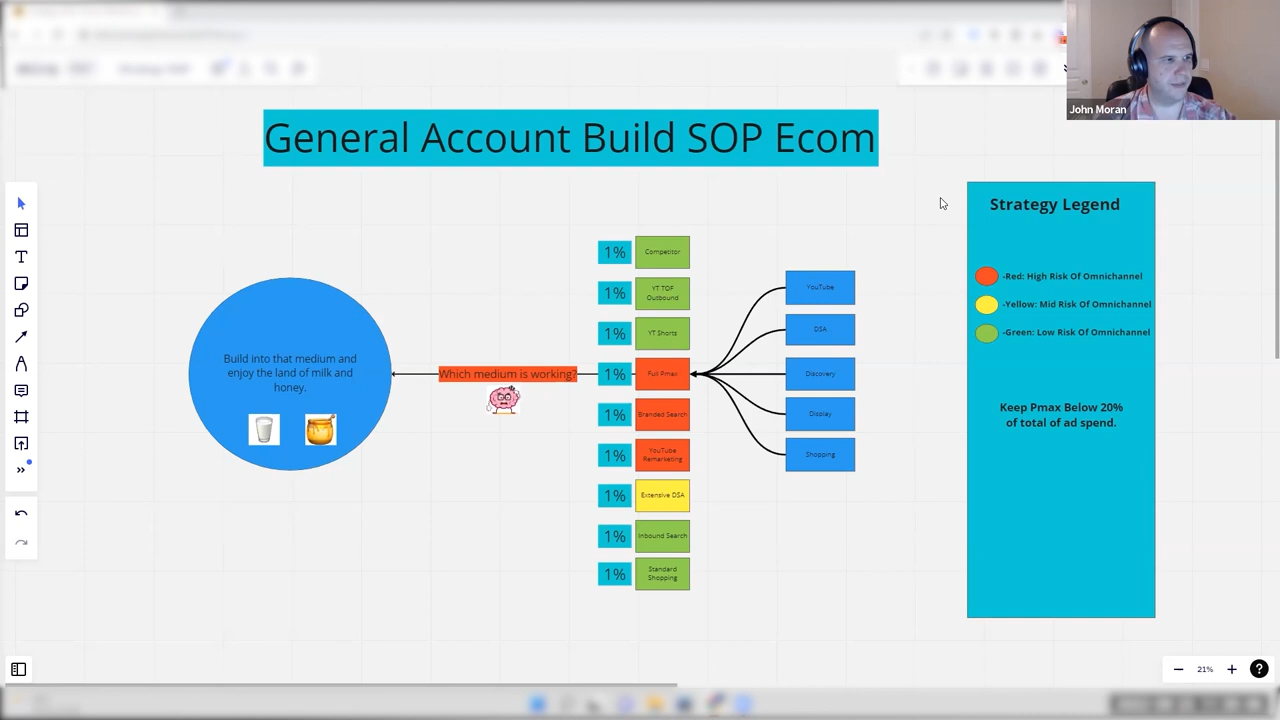 John Moran
General Account Build SOP Ecom
Strategy Legend
-Red: High Risk Of Omnichannel
-Yellow: Mid Risk Of Omnichannel
-Green: Low Risk Of Omnichannel
Keep Pmax Below 20%
of total of ad spend.
1% Competitor
1% YT TOF
Outbound
1% YT Shorts
1% Full Pmax
1% Branded Search
1% YouTube
Remarketing
1% Extensive DSA
1% Inbound Search
1% Standard
Shopping
YouTube
DSA
Discovery
Display
Shopping
Which medium is working?
Build into that medium and
enjoy the land of milk and
honey.
21%